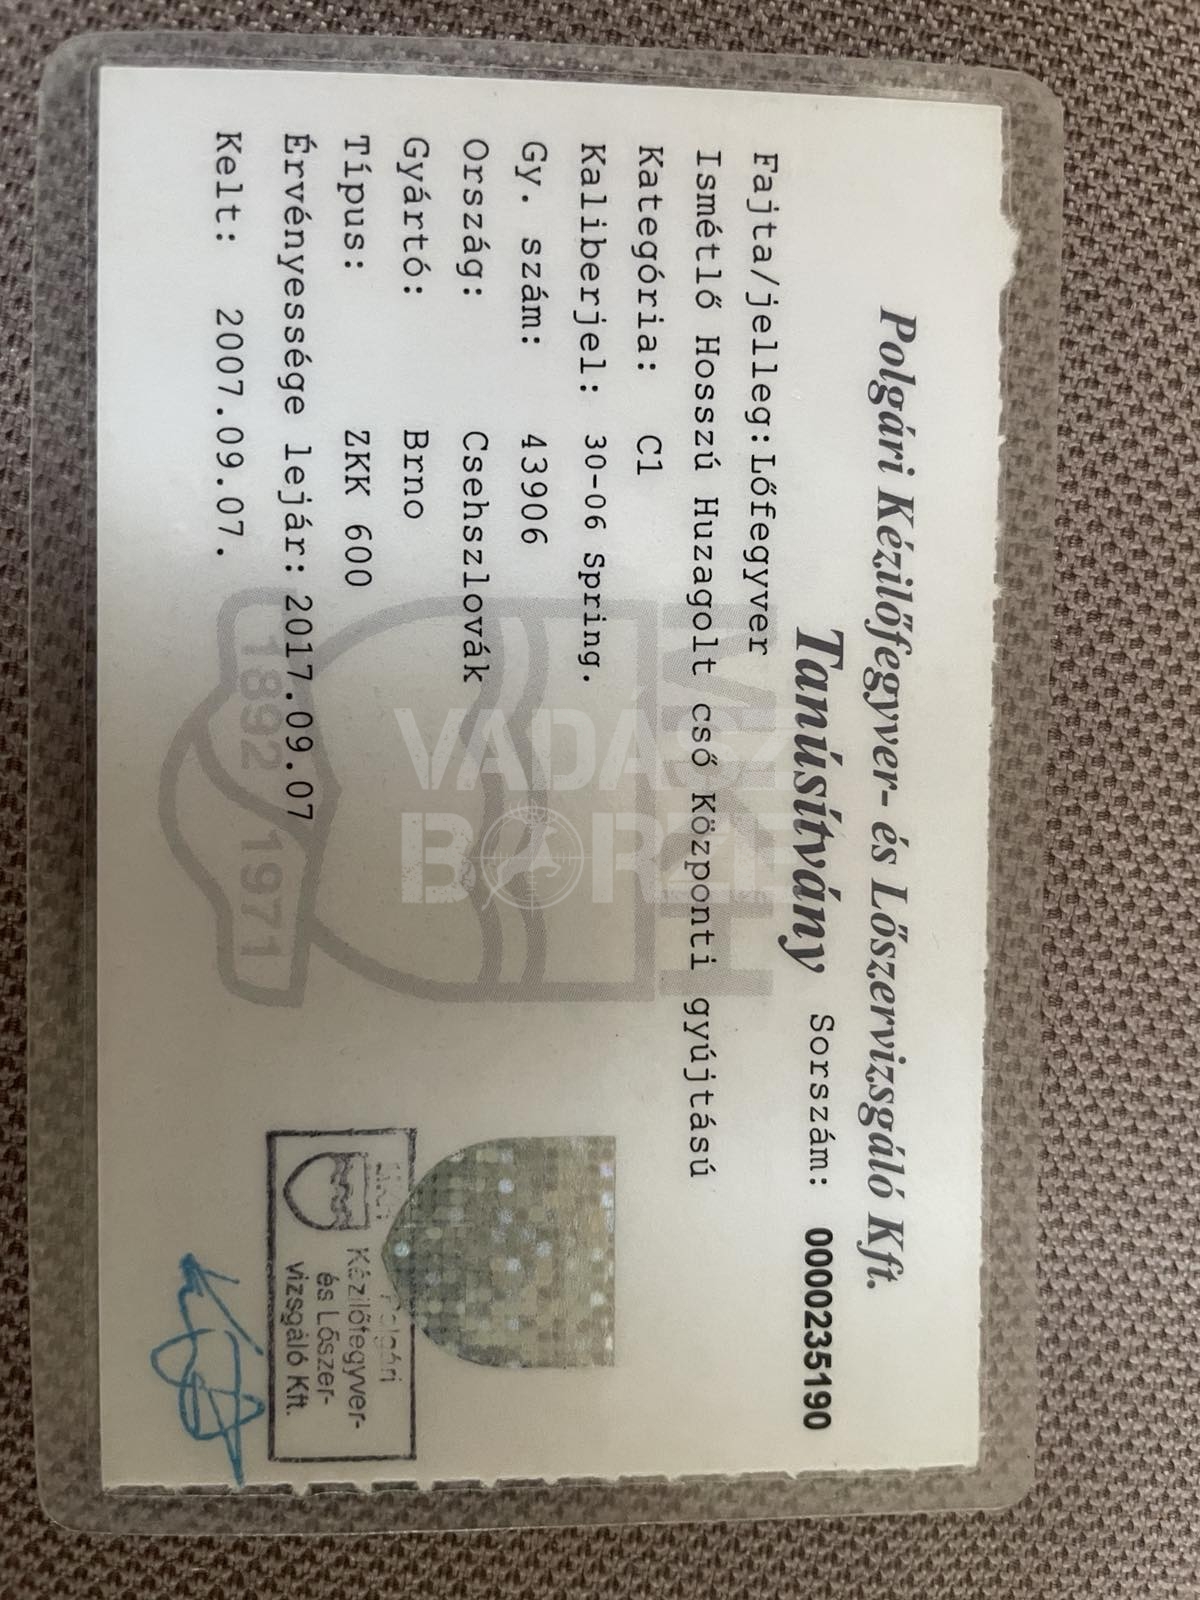 Polgári Kézilőfegyver- és Lőszervizsgáló Kft.
Tanúsítvány Sorszám: 0000235190
Fajta/jelleg:Lőfegyver
Ismétlő Hosszú Huzagolt cső Központi gyújtású
Kategória: C1
Kaliberjel: 30-06 Spring.
Gy. szám: 43906
Ország: Csehszlovák
Gyártó: Brno
Típus: ZKK 600
Érvényessége lejár: 2017.09.07
Kelt: 2007.09.07.
1892 1971
VADÁSZ
BÖRZE
Polgári
Kézilőfegyver-
és Lőszer-
vizsgáló Kft.